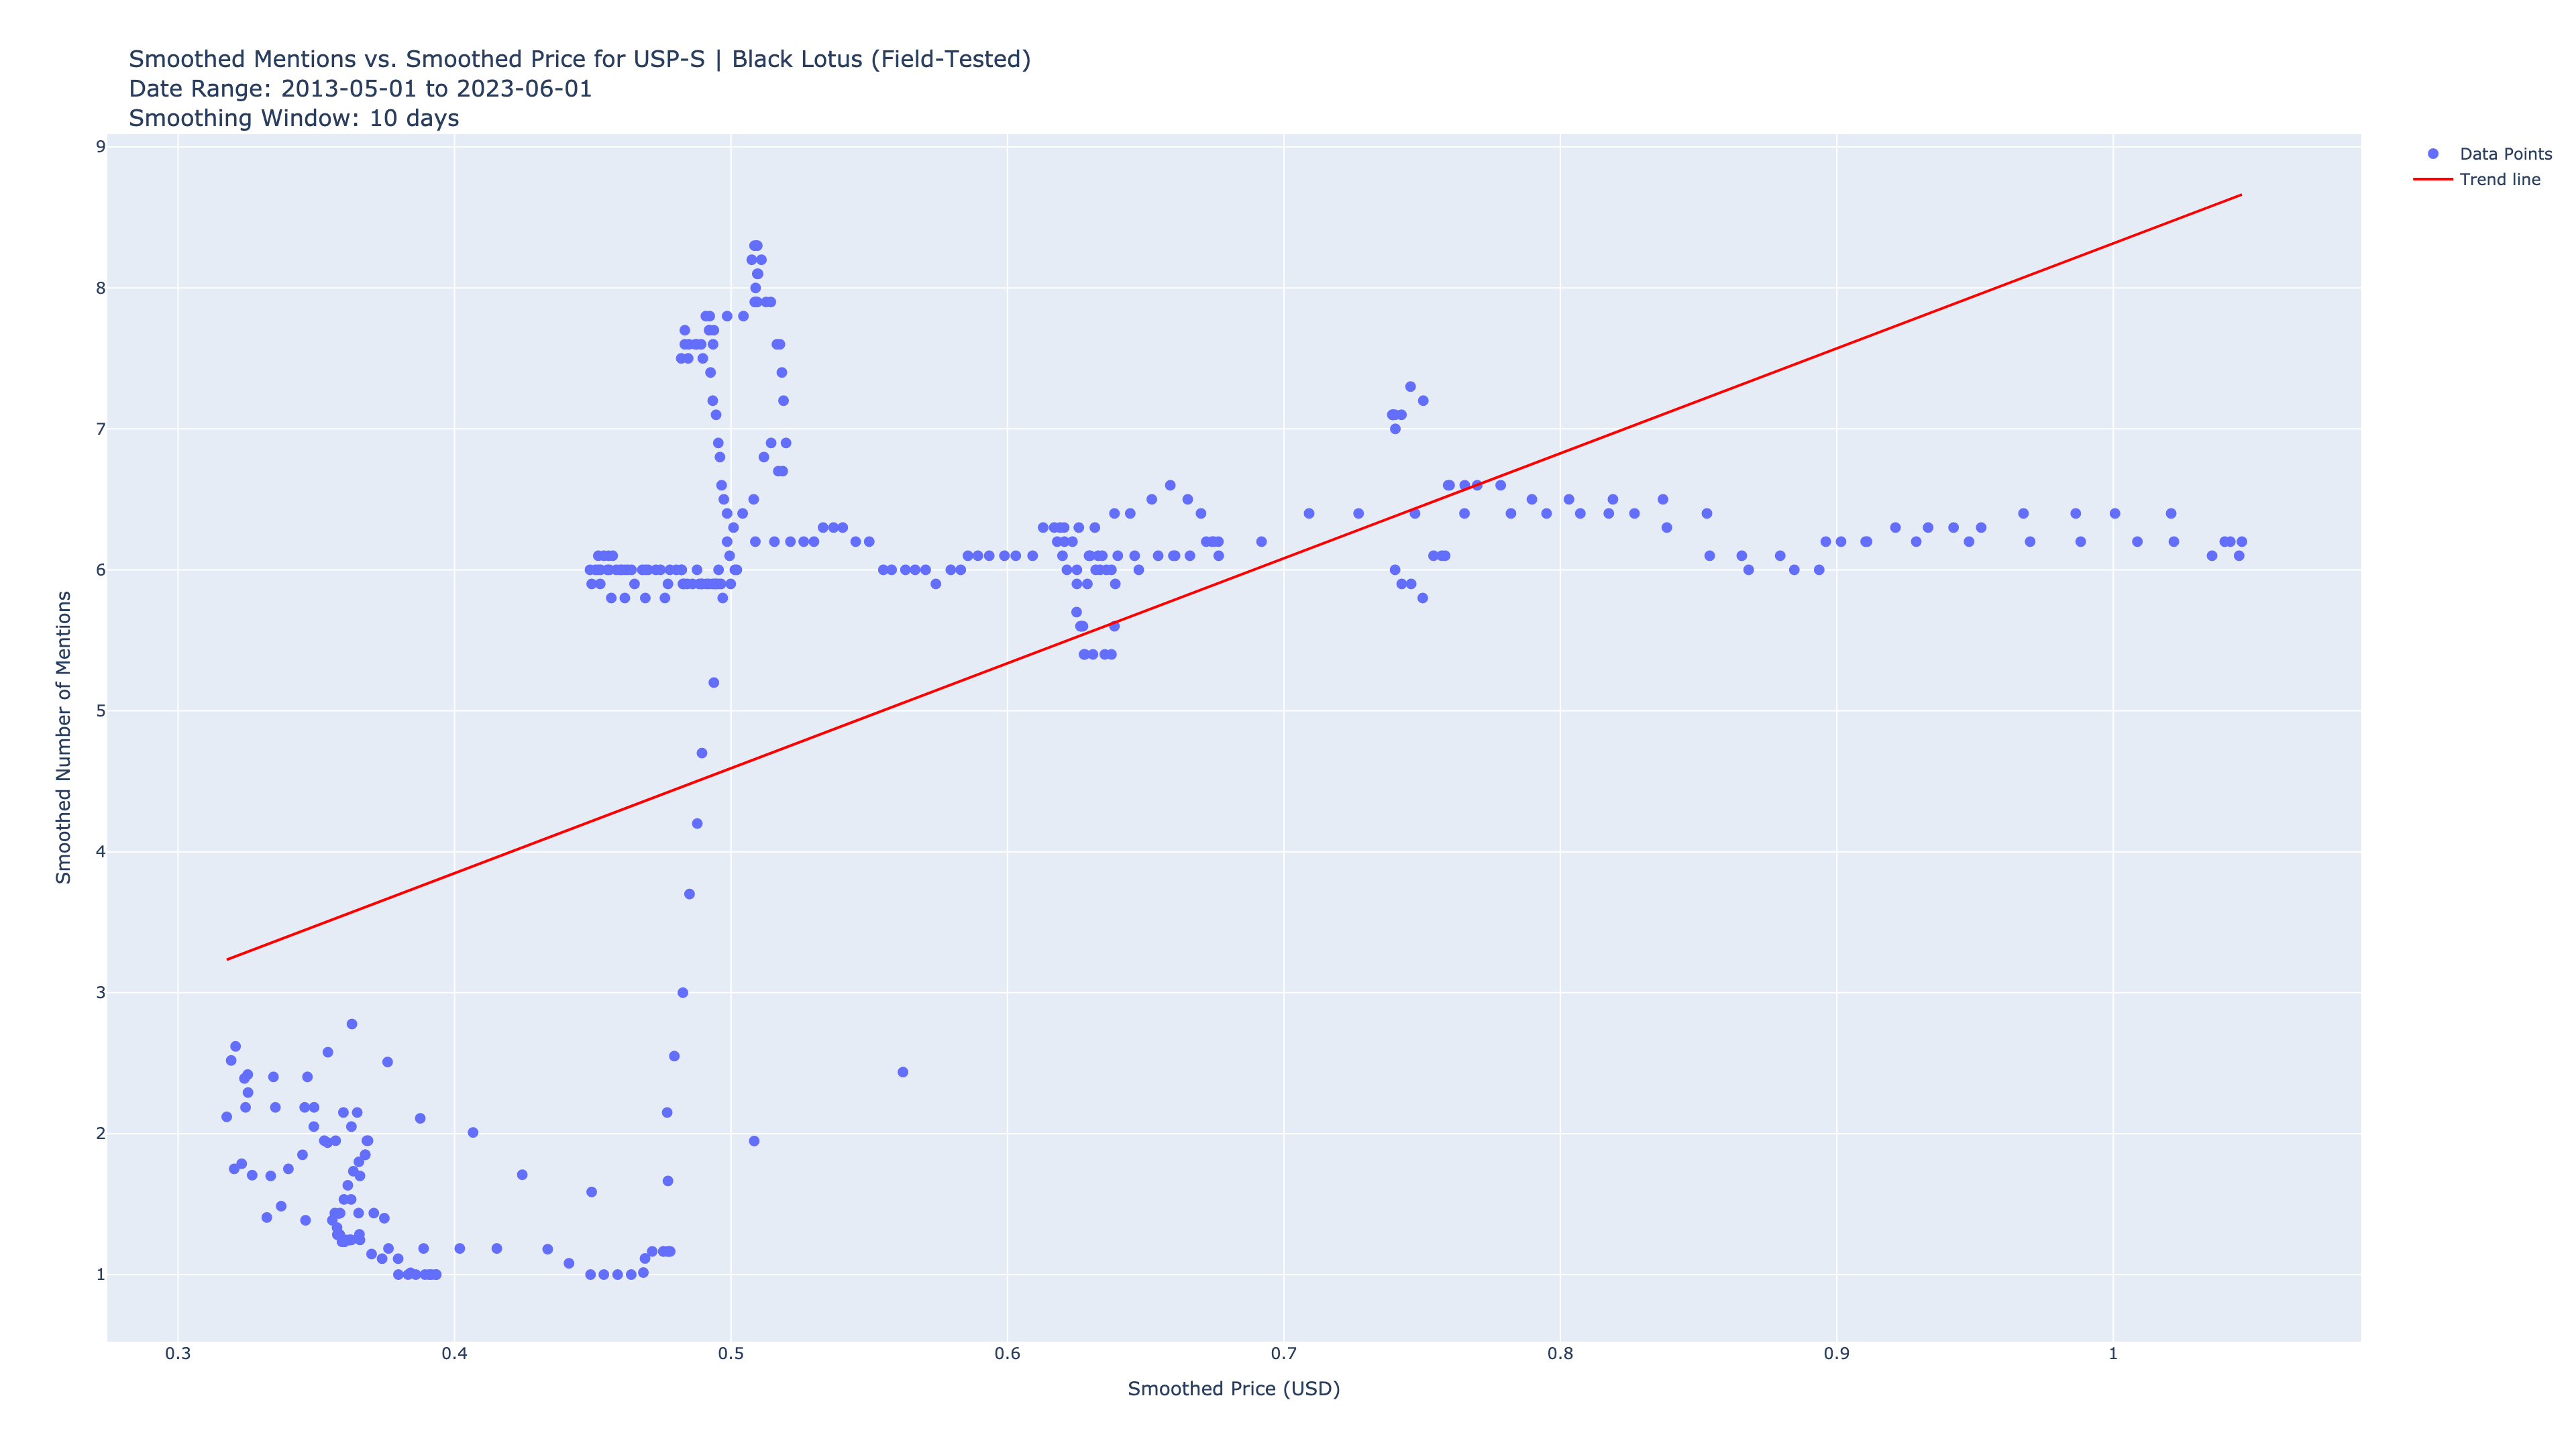 Smoothed Mentions vs. Smoothed Price for USP-S | Black Lotus (Field-Tested)
Date Range: 2013-05-01 to 2023-06-01
Smoothing Window: 10 days
Data Points
Trend line
Smoothed Number of Mentions
9
8
7
6
5
4
3
2
1
0.3
0.4
0.5
0.6
0.7
0.8
0.9
1
Smoothed Price (USD)